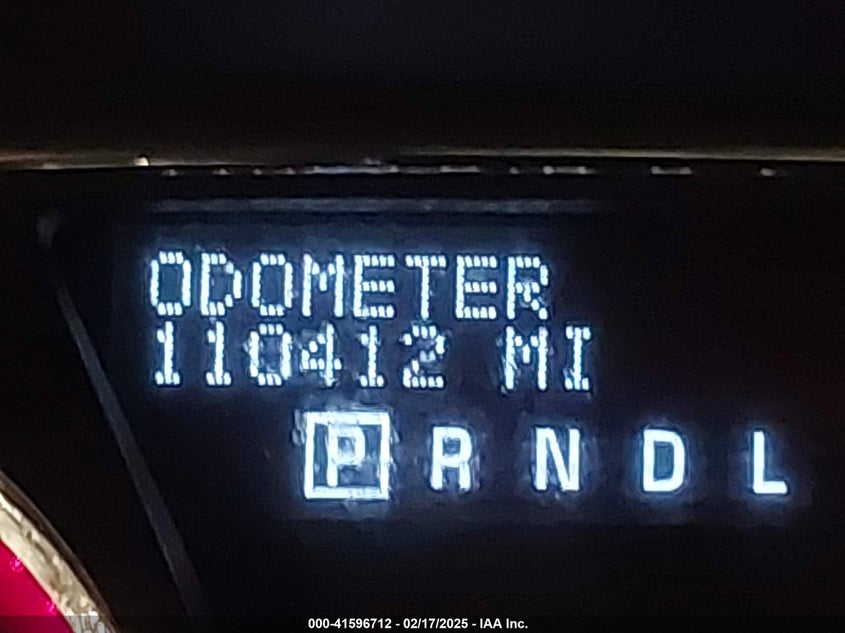 ODOMETER
110412 MI
P R N D L
000-41596712 - 02/17/2025 - IAA Inc.